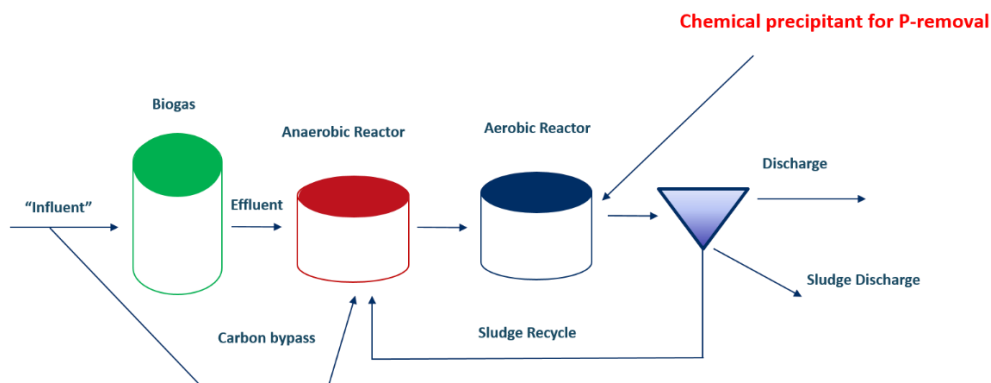 Chemical precipitant for P-removal
Biogas
Anaerobic Reactor
Aerobic Reactor
Discharge
“Influent”
Effluent
Sludge Discharge
Carbon bypass
Sludge Recycle